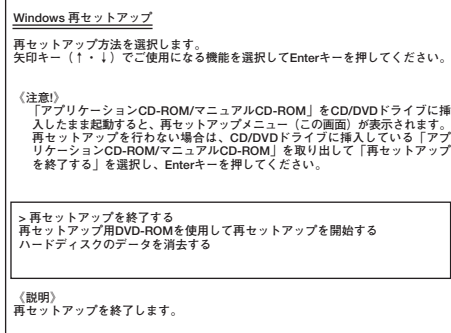 Windows 再セットアップ
再セットアップ方法を選択します。
矢印キー（↑・↓）でご使用になる機能を選択してEnterキーを押してください。
《注意!》
「アプリケーションCD-ROM/マニュアルCD-ROM」をCD/DVDドライブに挿
入したまま起動すると、再セットアップメニュー（この画面）が表示されます。
再セットアップを行わない場合は、CD/DVDドライブに挿入している「アプ
リケーションCD-ROM/マニュアルCD-ROM」を取り出して「再セットアップ
を終了する」を選択し、Enterキーを押してください。
> 再セットアップを終了する
再セットアップ用DVD-ROMを使用して再セットアップを開始する
ハードディスクのデータを消去する
《説明》
再セットアップを終了します。